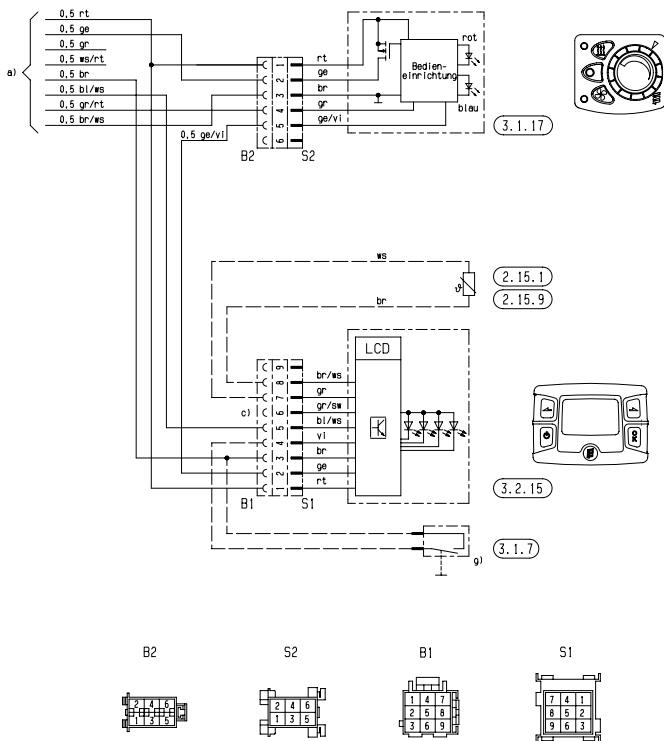 0,5 rt
0,5 ge
0,5 gr
0,5 ws/rt
a)
0,5 br
0,5 bl/ws
0,5 gr/rt
0,5 br/ws
0,5 ge/vi
1
2
3
4
5
6
B2
S2
rt
ge
br
gr
ge/vi
Bedien-
einrichtung
rot
blau
3.1.17
ws
br
ϑ
2.15.1
2.15.9
9
8
7
6
5
4
3
2
1
c)
B1
S1
br/ws
gr
gr/sw
bl/ws
vi
br
ge
rt
LCD
3.2.15
OK
3.1.7
g)
B2
S2
B1
S1
2 4 6
1 3 5
2 4 6
1 3 5
1 4 7
2 5 8
3 6 9
7 4 1
8 5 2
9 6 3